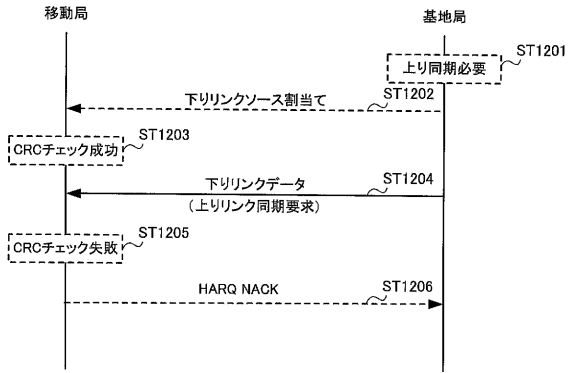 移動局
基地局
ST1201
上り同期必要
下りリンクソース割当て
ST1202
ST1203
CRCチェック成功
下りリンクデータ
ST1204
(上りリンク同期要求)
ST1205
CRCチェック失敗
HARQ NACK
ST1206